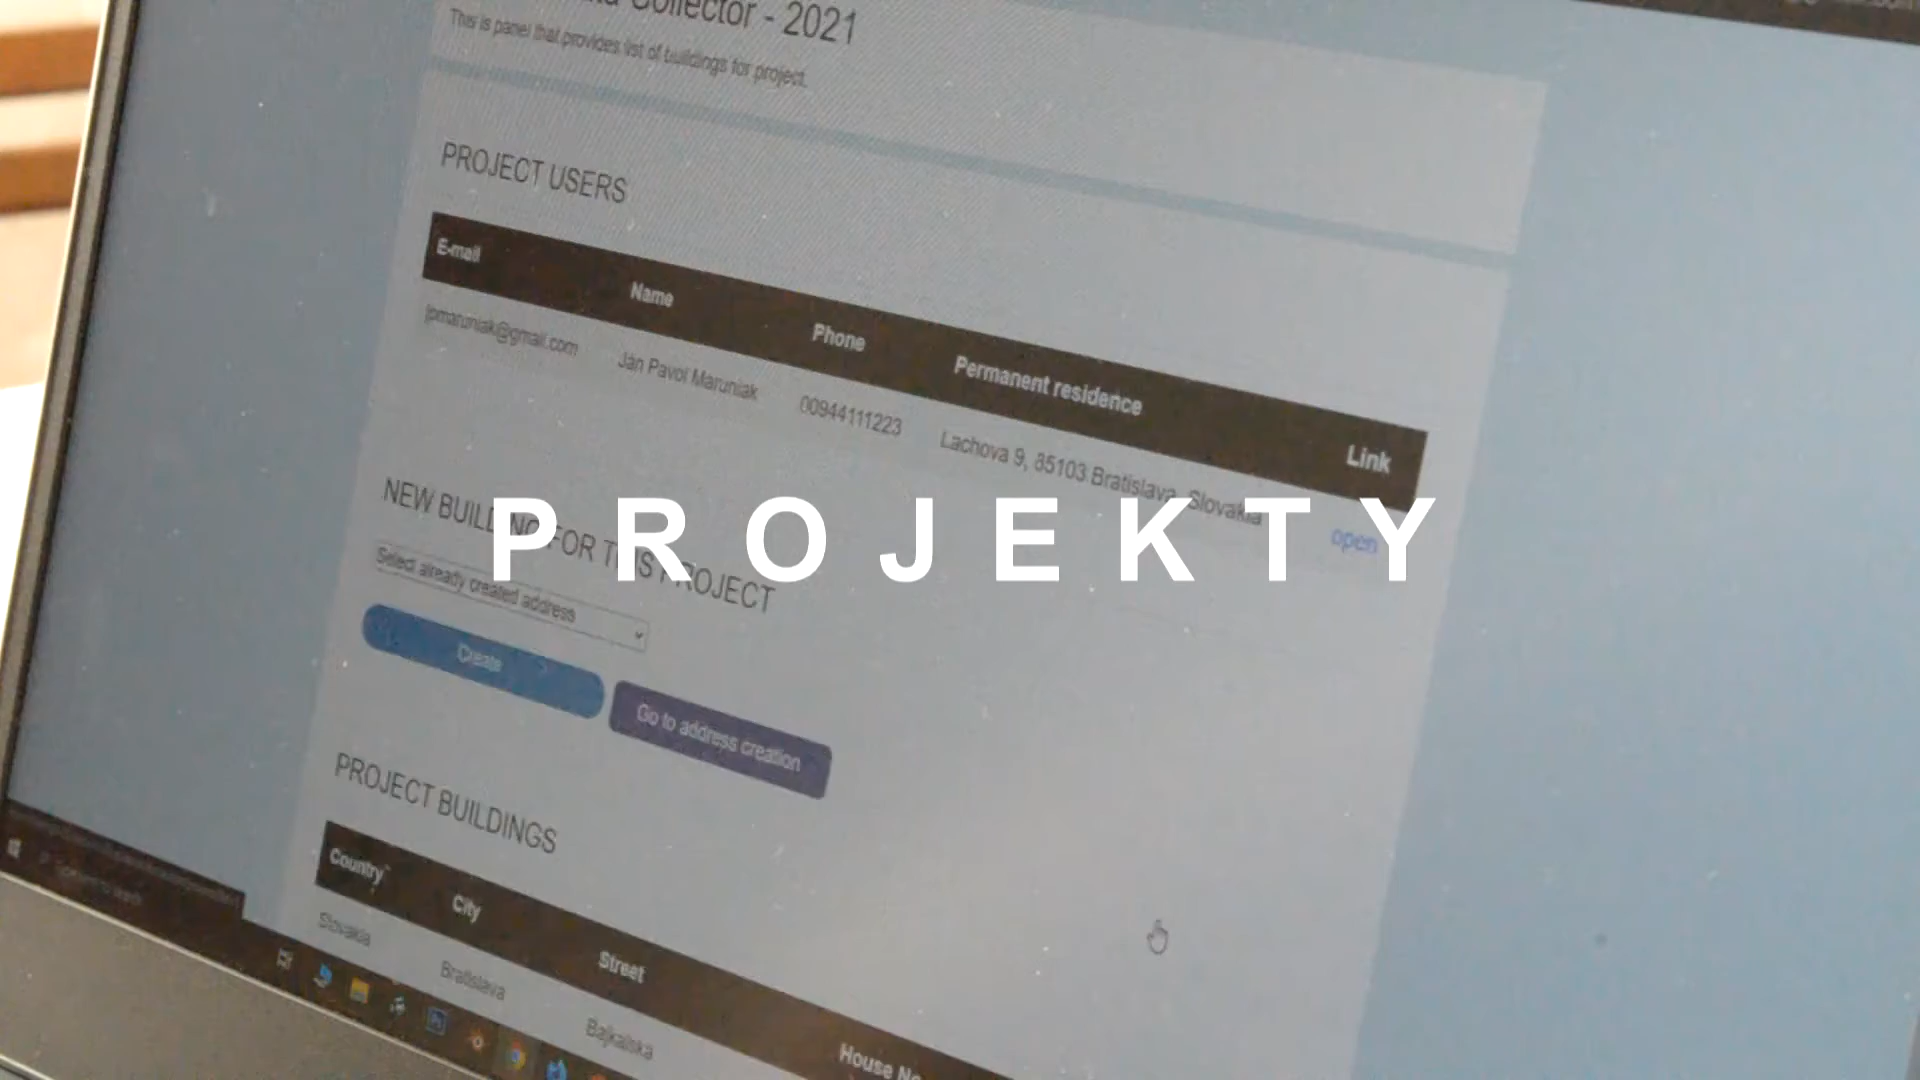 Collector - 2021
This is panel that provides list of buildings for project.
PROJECT USERS
E-mail Name Phone Permanent residence Link
jpmaruniak@gmail.com Ján Pavol Maruniak 00944111223 Lachova 9, 85103 Bratislava, Slovakia open
PROJEKTY
NEW BUILDING FOR THIS PROJECT
Select already created address
Create Go to address creation
PROJECT BUILDINGS
Country City Street House
Slovakia Bratislava Bajkalska